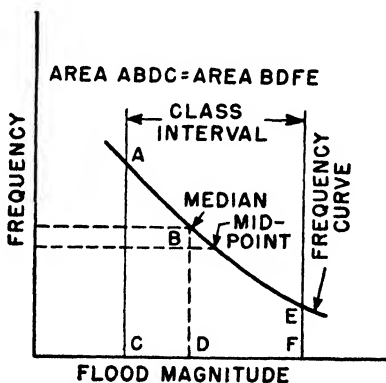 AREA ABDC=AREA BDFE
CLASS
INTERVAL
A
MEDIAN
MID-
POINT
B
FREQUENCY
FREQUENCY
CURVE
E
C D F
FLOOD MAGNITUDE